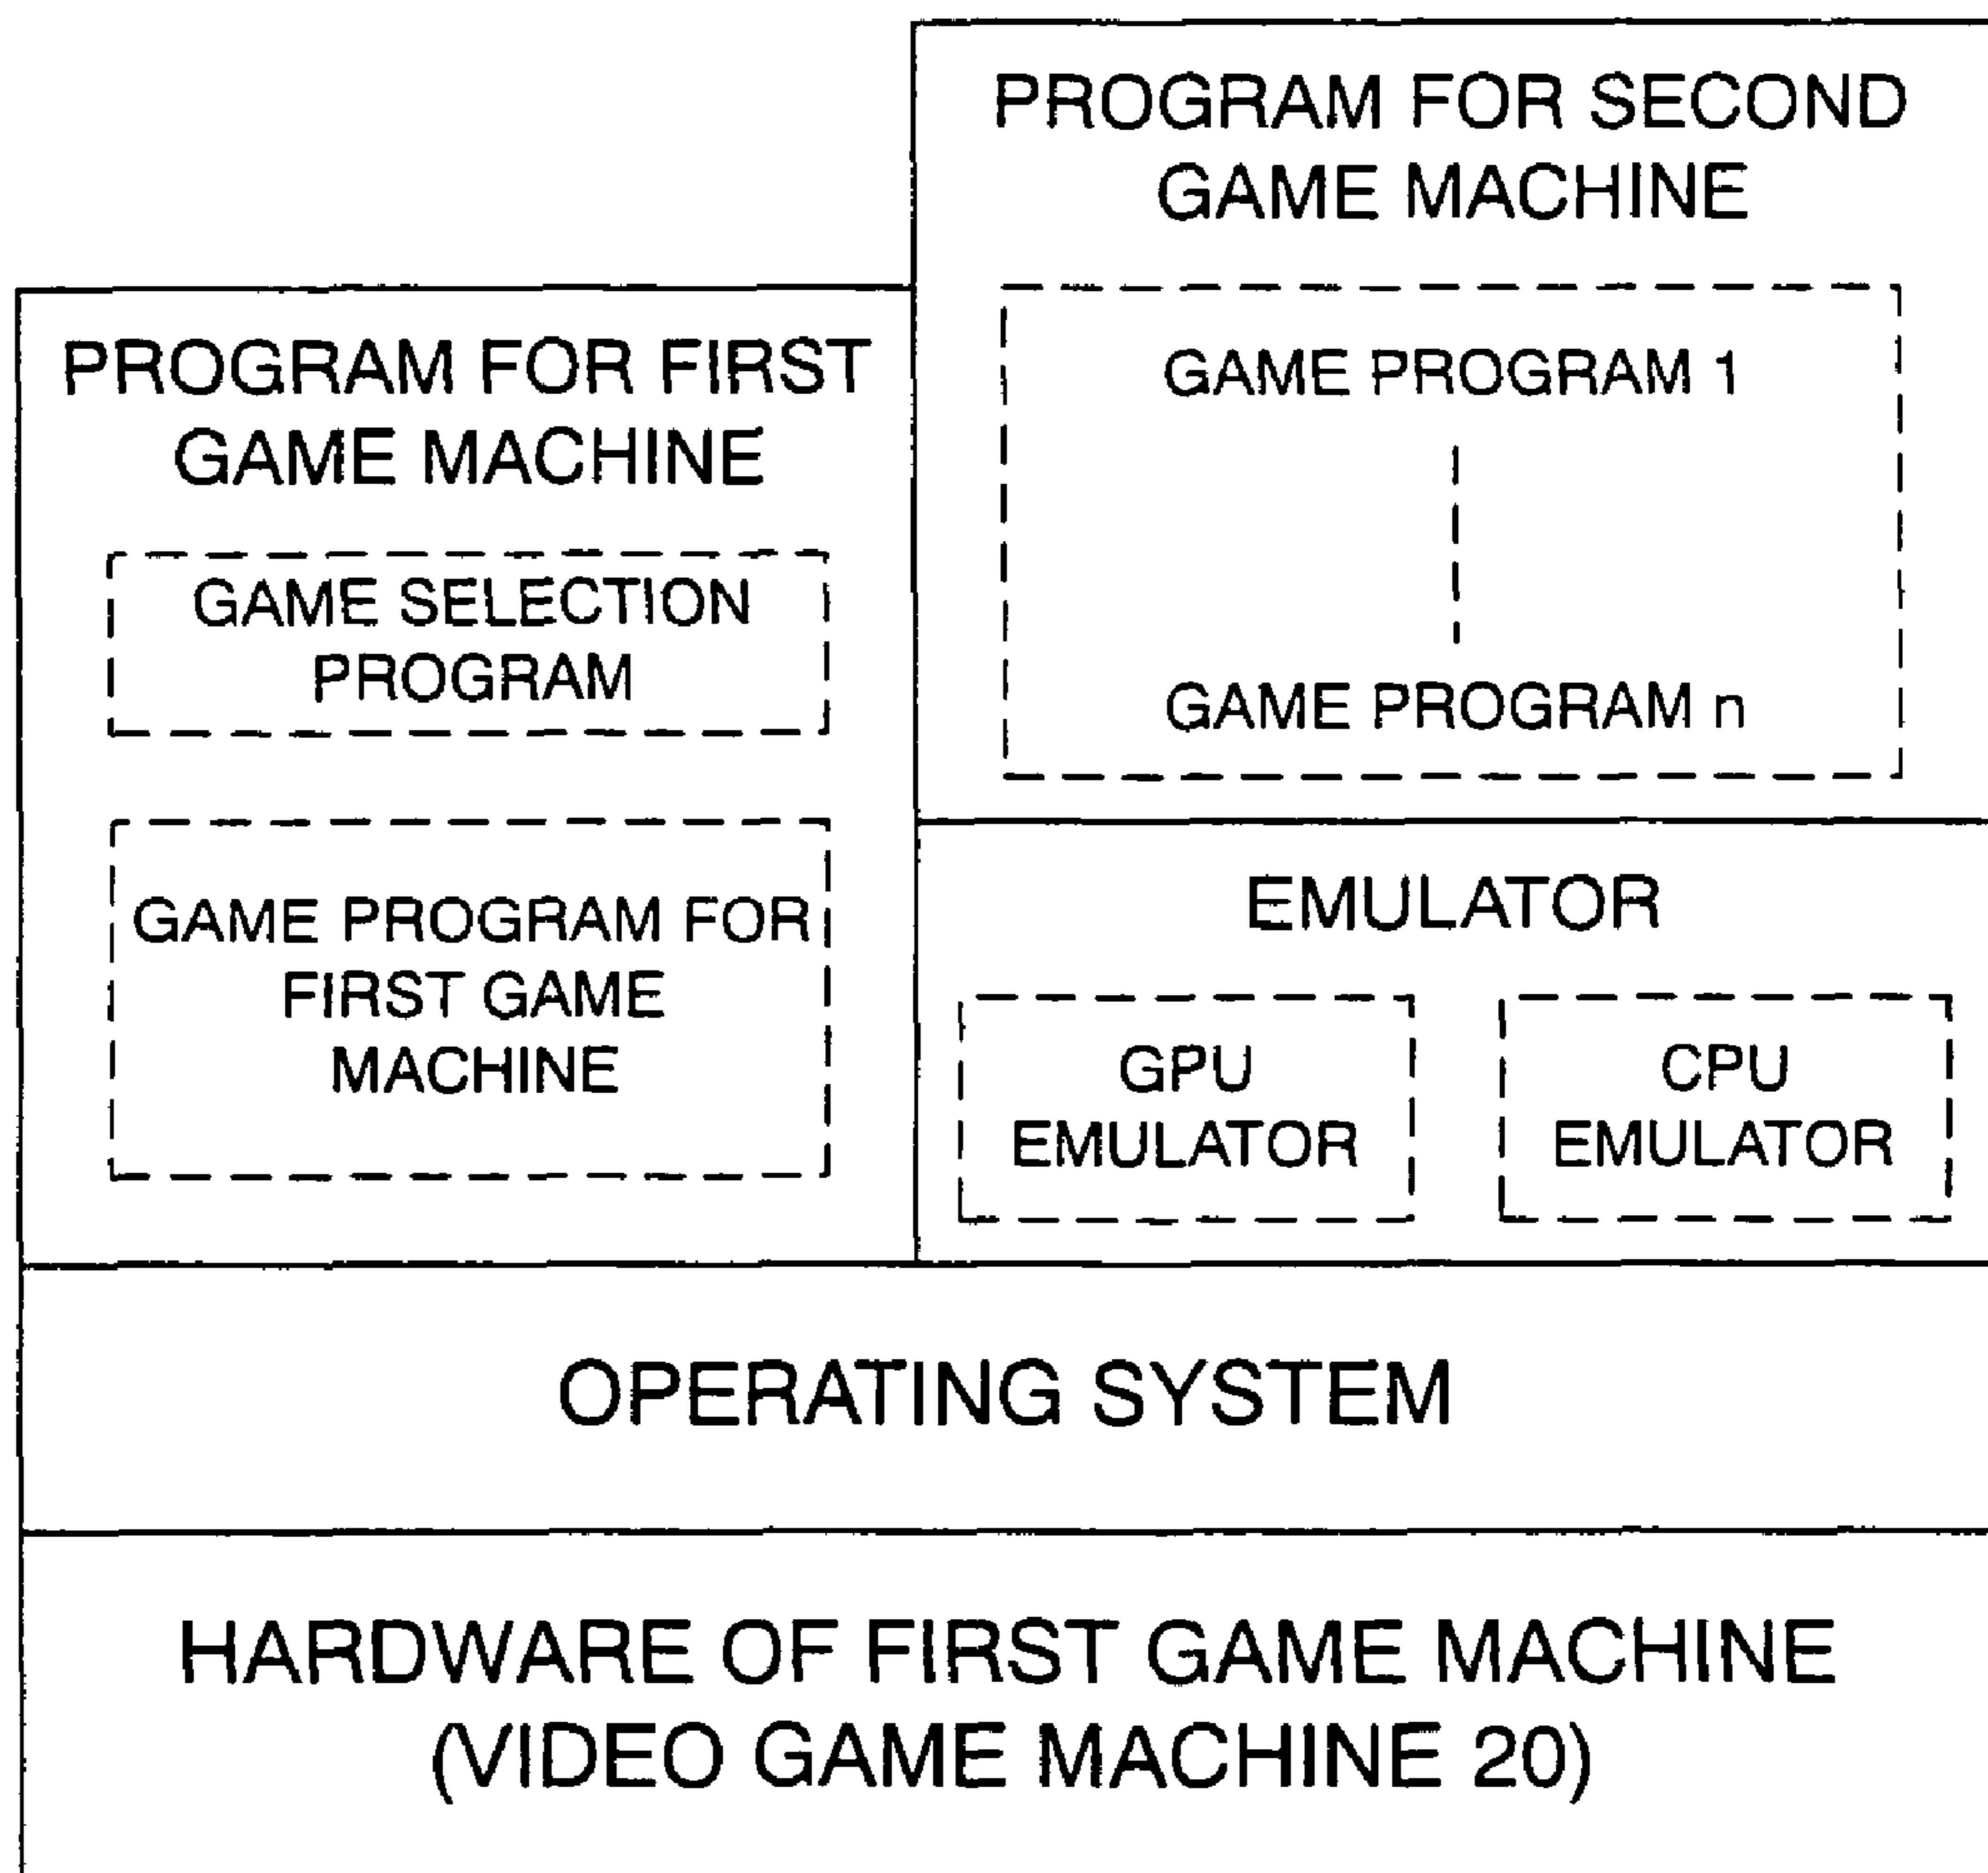 PROGRAM FOR SECOND
GAME MACHINE
GAME PROGRAM 1
GAME PROGRAM n
PROGRAM FOR FIRST
GAME MACHINE
GAME SELECTION
PROGRAM
GAME PROGRAM FOR
FIRST GAME
MACHINE
EMULATOR
GPU
EMULATOR
CPU
EMULATOR
OPERATING SYSTEM
HARDWARE OF FIRST GAME MACHINE
(VIDEO GAME MACHINE 20)